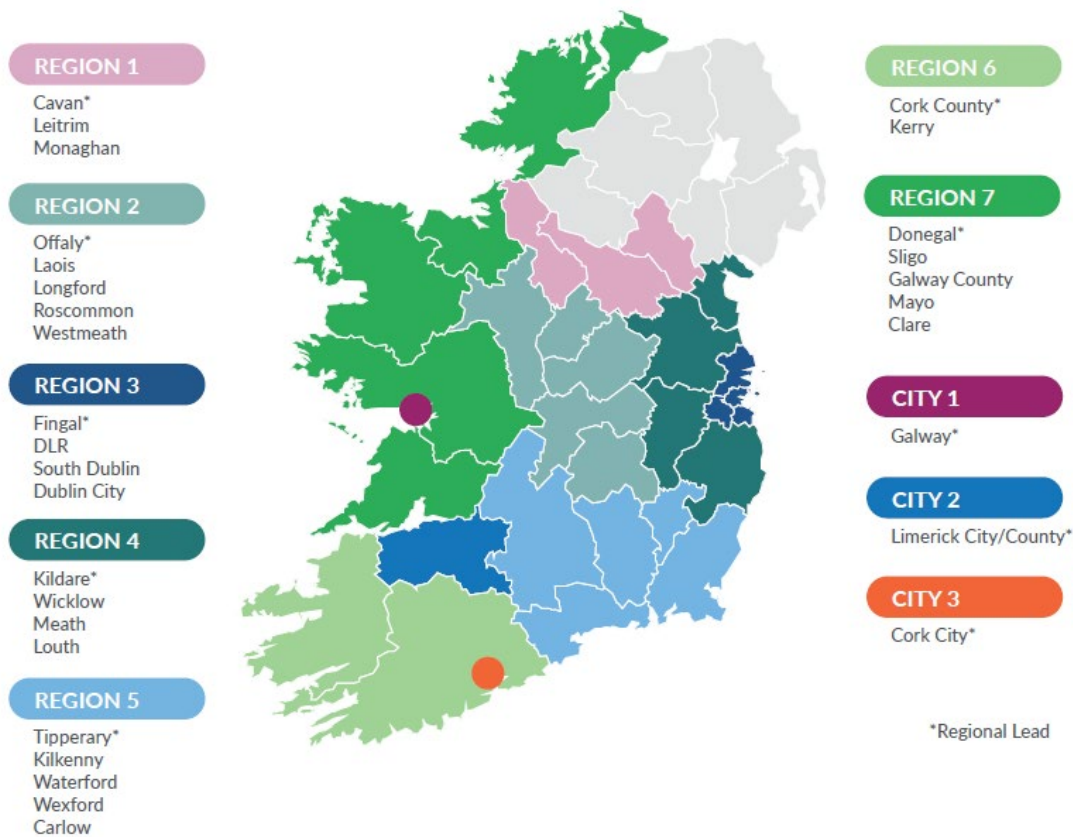 REGION 1
Cavan*
Leitrim
Monaghan
REGION 2
Offaly*
Laois
Longford
Roscommon
Westmeath
REGION 3
Fingal*
DLR
South Dublin
Dublin City
REGION 4
Kildare*
Wicklow
Meath
Louth
REGION 5
Tipperary*
Kilkenny
Waterford
Wexford
Carlow
REGION 6
Cork County*
Kerry
REGION 7
Donegal*
Sligo
Galway County
Mayo
Clare
CITY 1
Galway*
CITY 2
Limerick City/County*
CITY 3
Cork City*
*Regional Lead